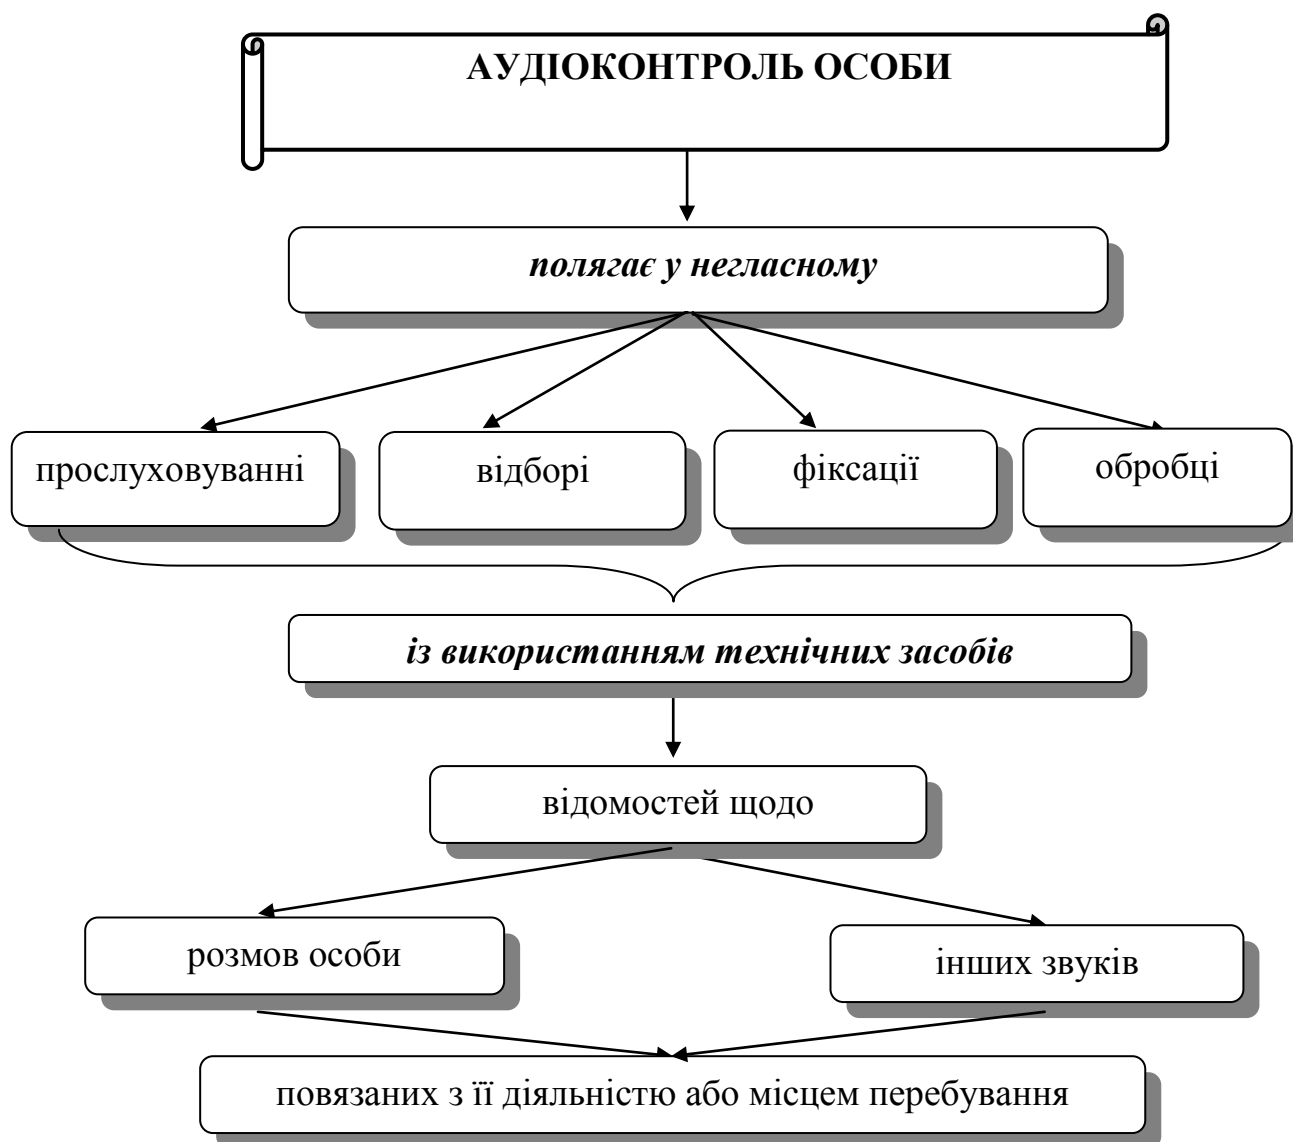 АУДІОКОНТРОЛЬ ОСОБИ
полягає у негласному
прослуховуванні
відборі
фіксації
обробці
із використанням технічних засобів
відомостей щодо
розмов особи
інших звуків
повязаних з її діяльністю або місцем перебування